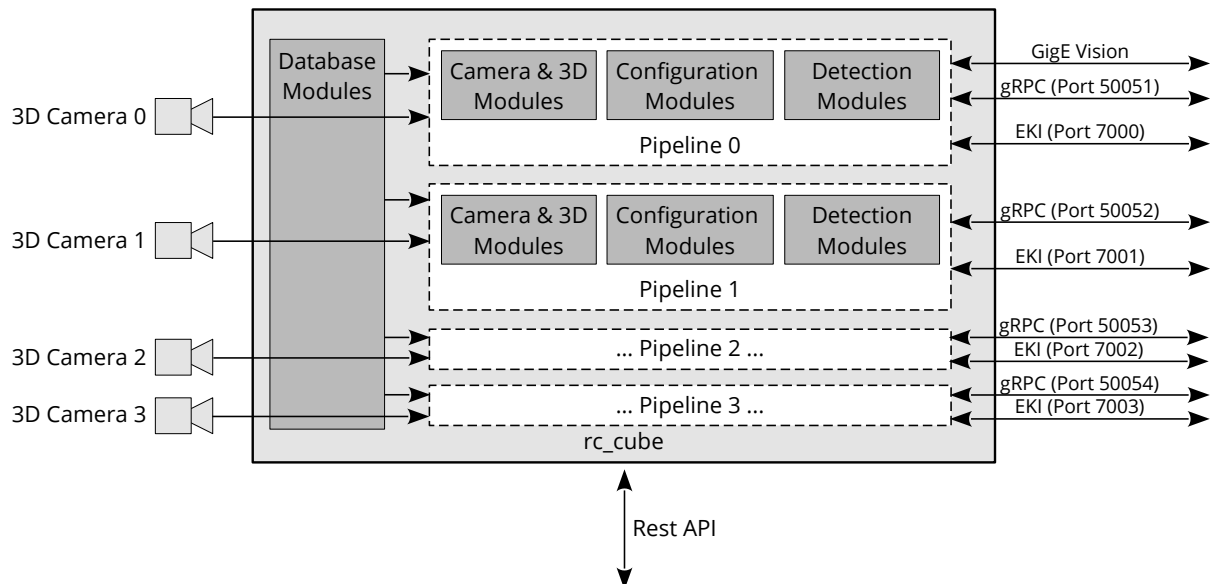 Database
Modules
Camera & 3D
Modules
Configuration
Modules
Detection
Modules
Pipeline 0
GigE Vision
gRPC (Port 50051)
EKI (Port 7000)
3D Camera 0
Camera & 3D
Modules
Configuration
Modules
Detection
Modules
Pipeline 1
gRPC (Port 50052)
EKI (Port 7001)
3D Camera 1
... Pipeline 2 ...
gRPC (Port 50053)
EKI (Port 7002)
3D Camera 2
... Pipeline 3 ...
gRPC (Port 50054)
EKI (Port 7003)
3D Camera 3
rc_cube
Rest API